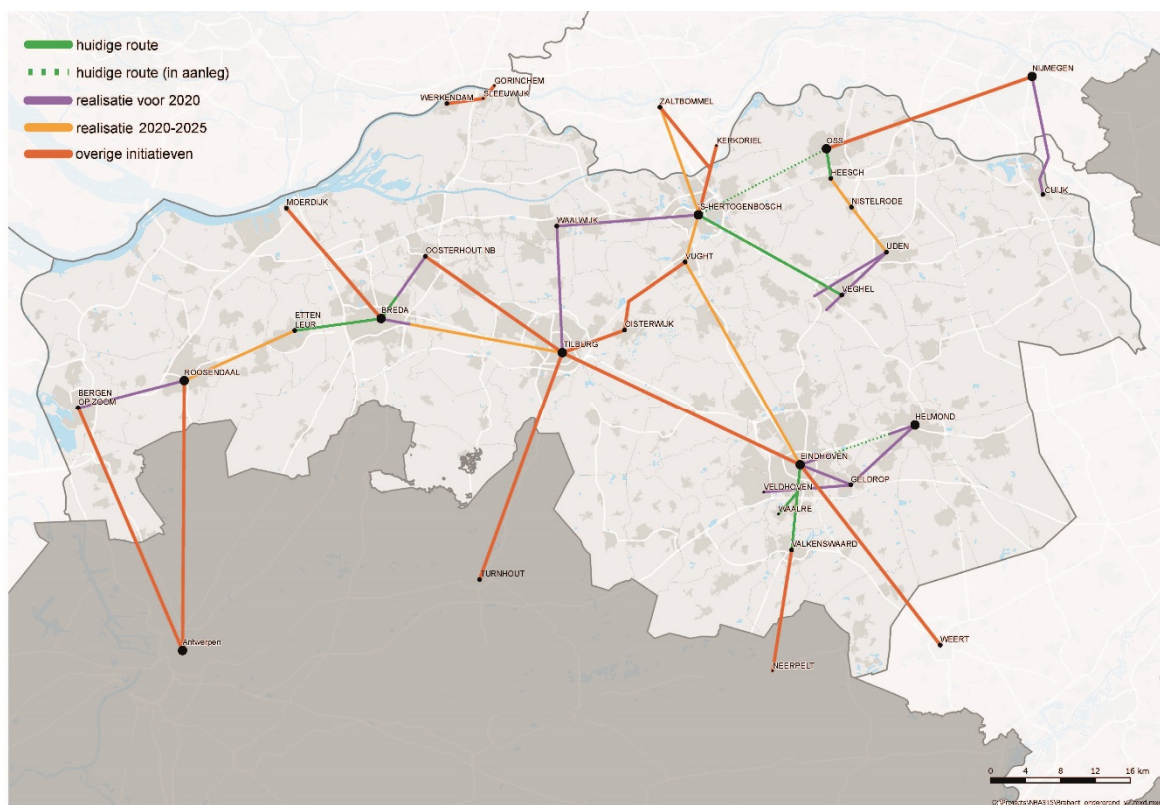 huidige route
huidige route (in aanleg)
realisatie voor 2020
realisatie 2020-2025
overige initiatieven
GORINCHEM
SLEEUWIJK
WERKENDAM
NIJMEGEN
ZALTBOMMEL
KERKDRIEL
OSS
HEESCH
CUIJK
NISTELRODE
MOERDIJK
S-HERTOGENBOSCH
WAALWIJK
OOSTERHOUT NB
UDEN
VUGHT
VEGHEL
ETTEN
LEUR
BREDA
OISTERWIJK
TILBURG
ROOSENDAAL
BERGEN
OP ZOOM
HELMOND
EINDHOVEN
VELDHOVEN
GELDROP
WAALRE
VALKENSWAARD
TURNHOUT
Antwerpen
WEERT
NEERPELT
0 4 8 12 16 km